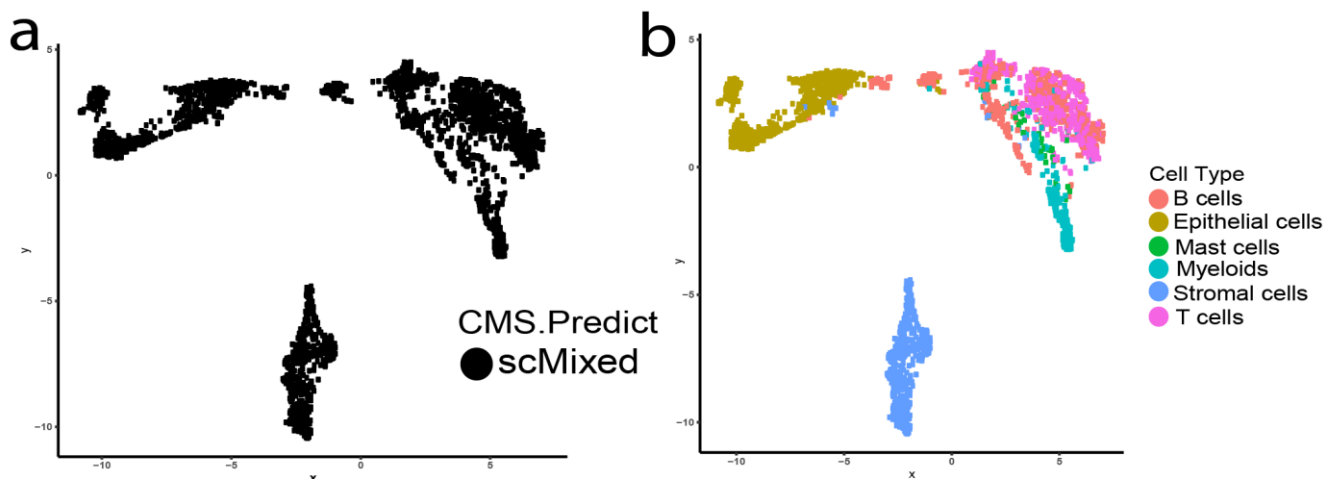 a
5
0
−5
−10
y
−10
−5
0
5
x
CMS.Predict
scMixed
b
5
0
−5
−10
y
−10
−5
0
5
x
Cell Type
B cells
Epithelial cells
Mast cells
Myeloids
Stromal cells
T cells